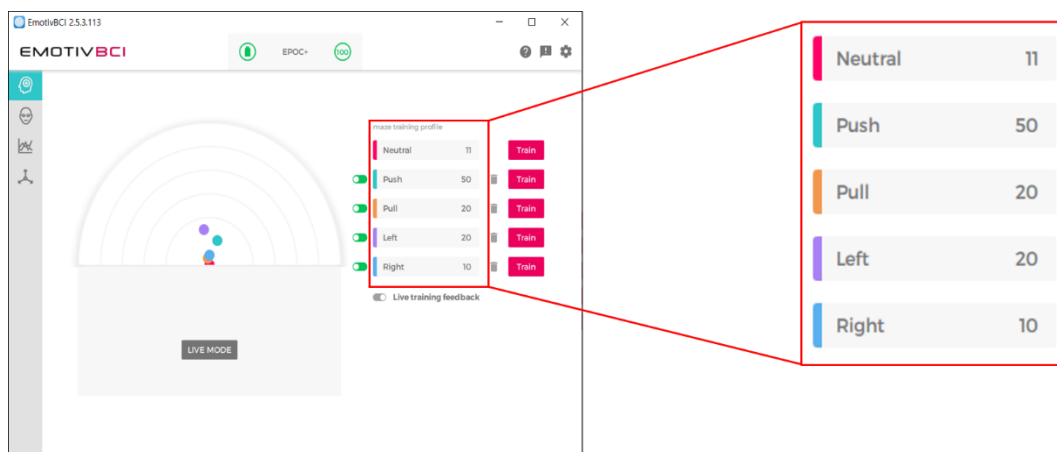 EmotivBCI 2.5.3.113
EMOTIVBCI
EPOC+
100
maze training profile
Neutral 11 Train
Push 50 Train
Pull 20 Train
Left 20 Train
Right 10 Train
Live training feedback
LIVE MODE
Neutral 11
Push 50
Pull 20
Left 20
Right 10